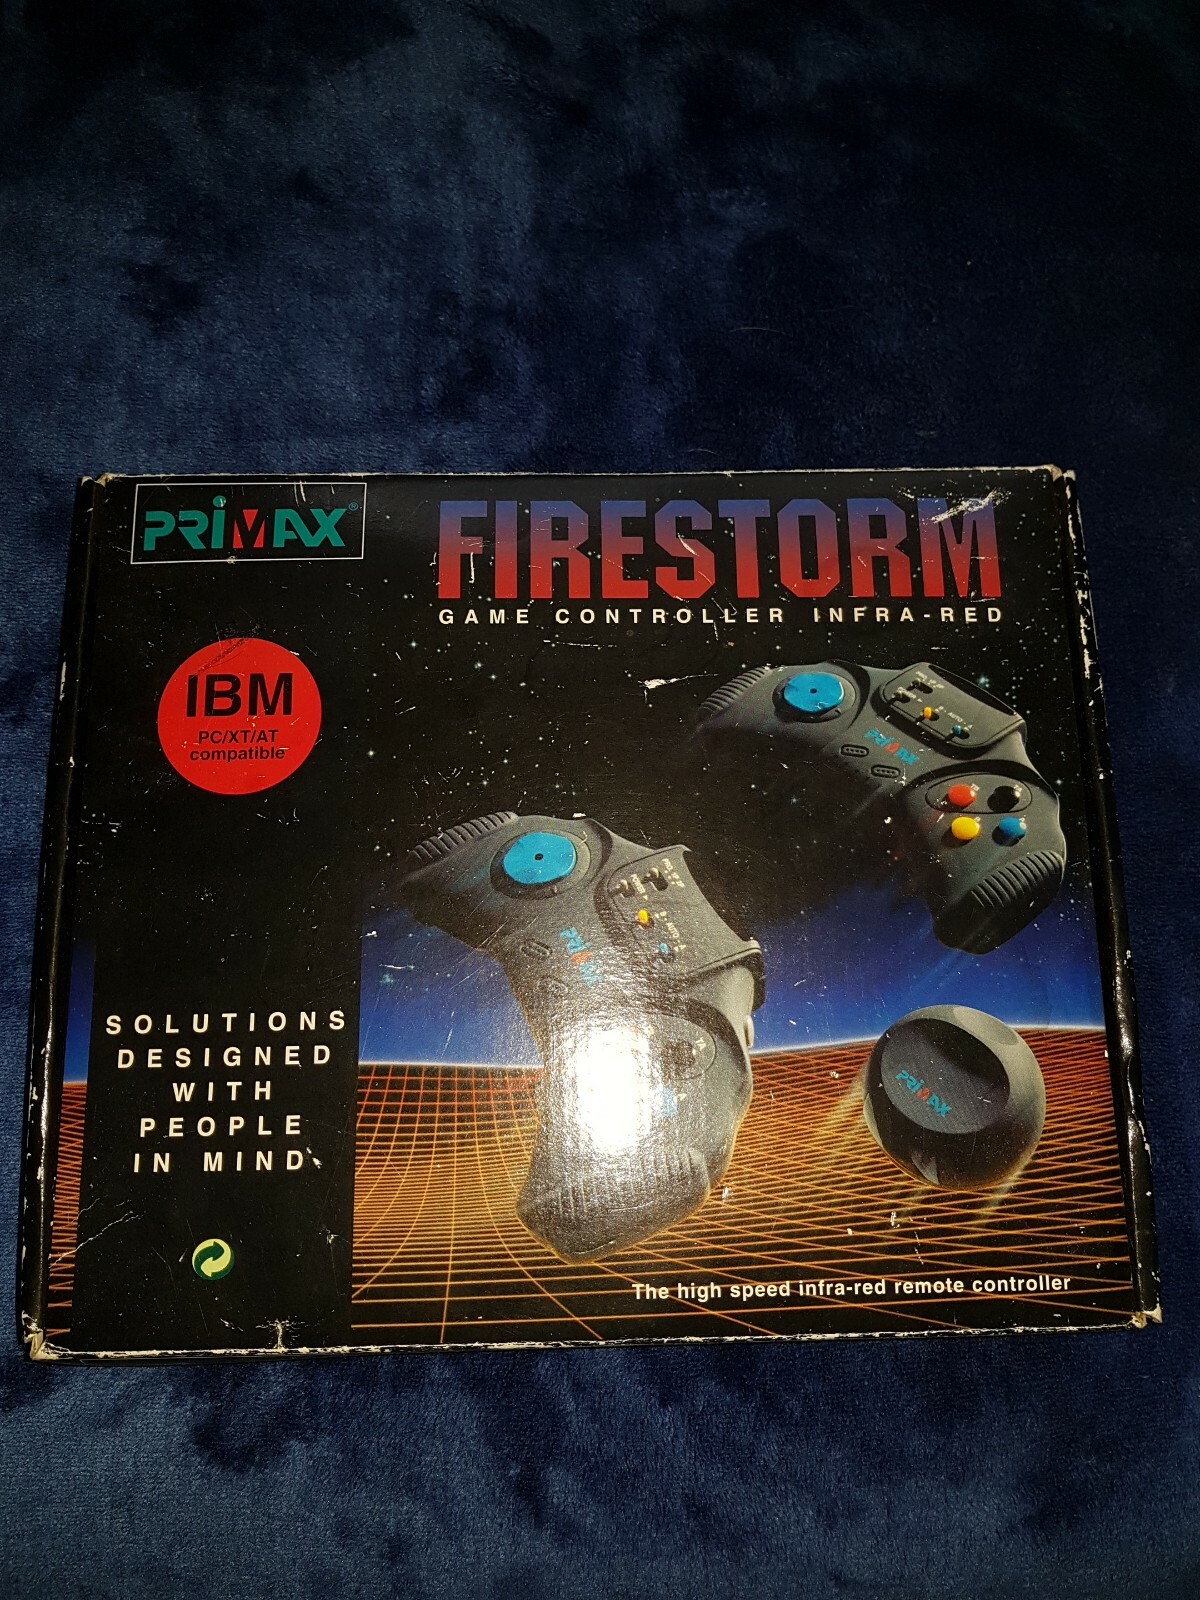 PRIMAX®
FIRESTORM
GAME CONTROLLER INFRA-RED
IBM
PC/XT/AT
compatible
PRIMAX
PRIMAX
PRIMAX
SOLUTIONS
DESIGNED
WITH
PEOPLE
IN MIND
The high speed infra-red remote controller